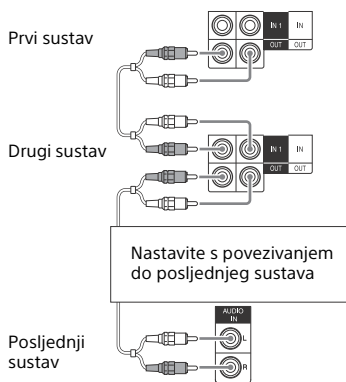 Prvi sustav
IN 1 IN
OUT OUT
Drugi sustav
IN 1 IN
OUT OUT
Nastavite s povezivanjem
do posljednjeg sustava
AUDIO
IN
L
Posljednji
sustav
R